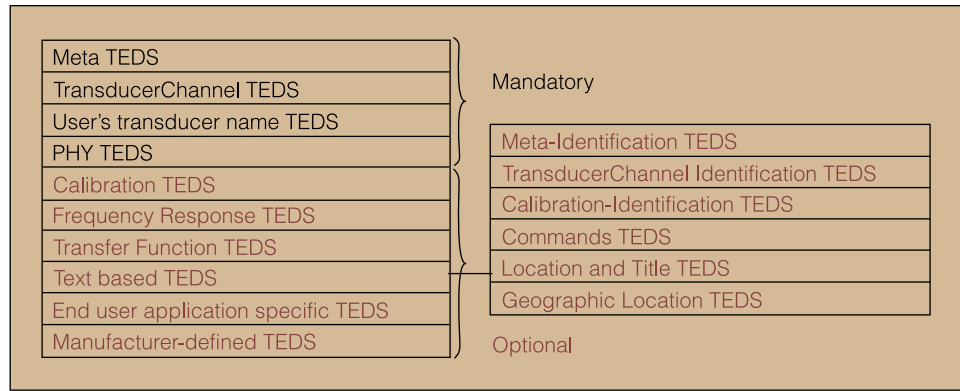 Meta TEDS
TransducerChannel TEDS
User's transducer name TEDS
PHY TEDS
Calibration TEDS
Frequency Response TEDS
Transfer Function TEDS
Text based TEDS
End user application specific TEDS
Manufacturer-defined TEDS
Mandatory
Meta-Identification TEDS
TransducerChannel Identification TEDS
Calibration-Identification TEDS
Commands TEDS
Location and Title TEDS
Geographic Location TEDS
Optional